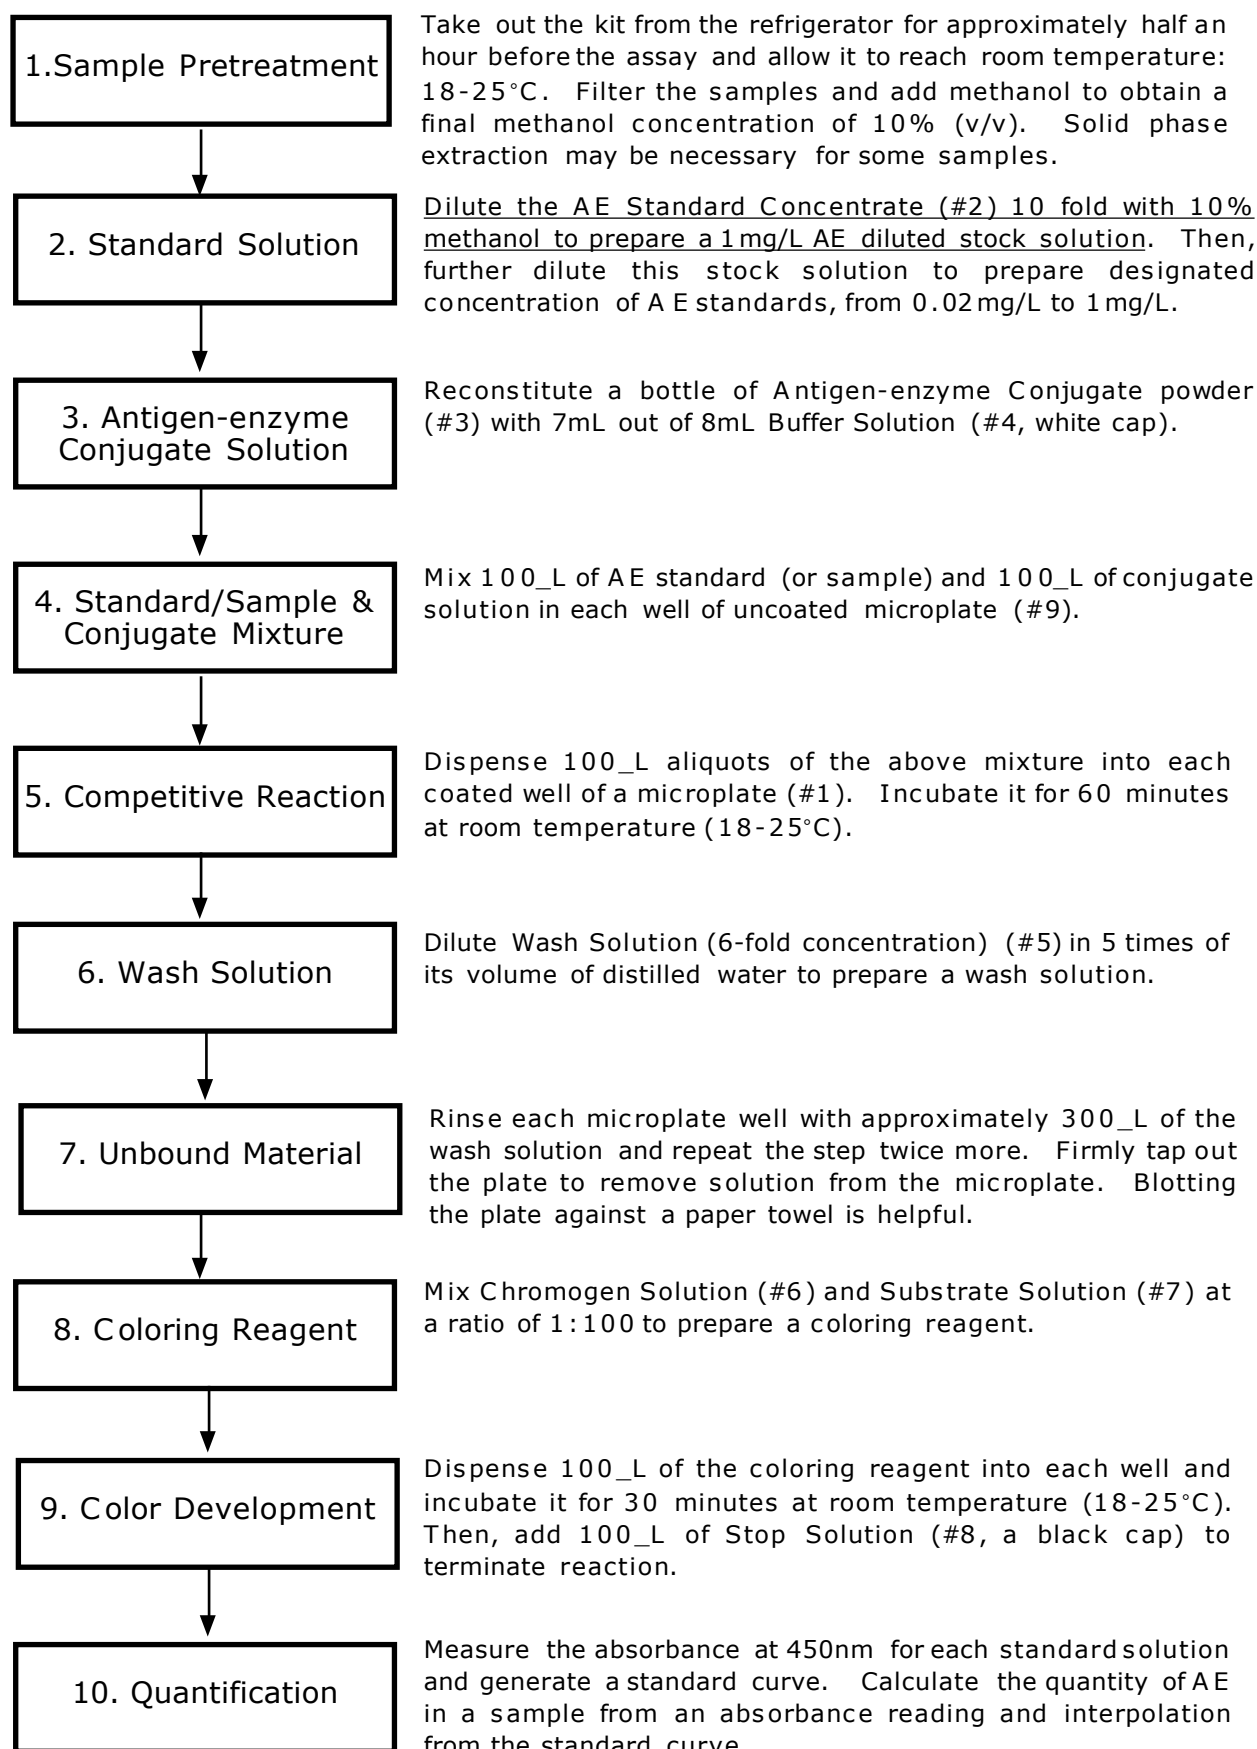 1.Sample Pretreatment
Take out the kit from the refrigerator for approximately half an
hour before the assay and allow it to reach room temperature:
18-25°C. Filter the samples and add methanol to obtain a
final methanol concentration of 10% (v/v). Solid phase
extraction may be necessary for some samples.
2. Standard Solution
Dilute the AE Standard Concentrate (#2) 10 fold with 10%
methanol to prepare a 1mg/L AE diluted stock solution. Then,
further dilute this stock solution to prepare designated
concentration of AE standards, from 0.02mg/L to 1mg/L.
3. Antigen-enzyme
Conjugate Solution
Reconstitute a bottle of Antigen-enzyme Conjugate powder
(#3) with 7mL out of 8mL Buffer Solution (#4, white cap).
4. Standard/Sample &
Conjugate Mixture
Mix 100_L of AE standard (or sample) and 100_L of conjugate
solution in each well of uncoated microplate (#9).
5. Competitive Reaction
Dispense 100_L aliquots of the above mixture into each
coated well of a microplate (#1). Incubate it for 60 minutes
at room temperature (18-25°C).
6. Wash Solution
Dilute Wash Solution (6-fold concentration) (#5) in 5 times of
its volume of distilled water to prepare a wash solution.
7. Unbound Material
Rinse each microplate well with approximately 300_L of the
wash solution and repeat the step twice more. Firmly tap out
the plate to remove solution from the microplate. Blotting
the plate against a paper towel is helpful.
8. Coloring Reagent
Mix Chromogen Solution (#6) and Substrate Solution (#7) at
a ratio of 1:100 to prepare a coloring reagent.
9. Color Development
Dispense 100_L of the coloring reagent into each well and
incubate it for 30 minutes at room temperature (18-25°C).
Then, add 100_L of Stop Solution (#8, a black cap) to
terminate reaction.
10. Quantification
Measure the absorbance at 450nm for each standard solution
and generate a standard curve. Calculate the quantity of AE
in a sample from an absorbance reading and interpolation
from the standard curve